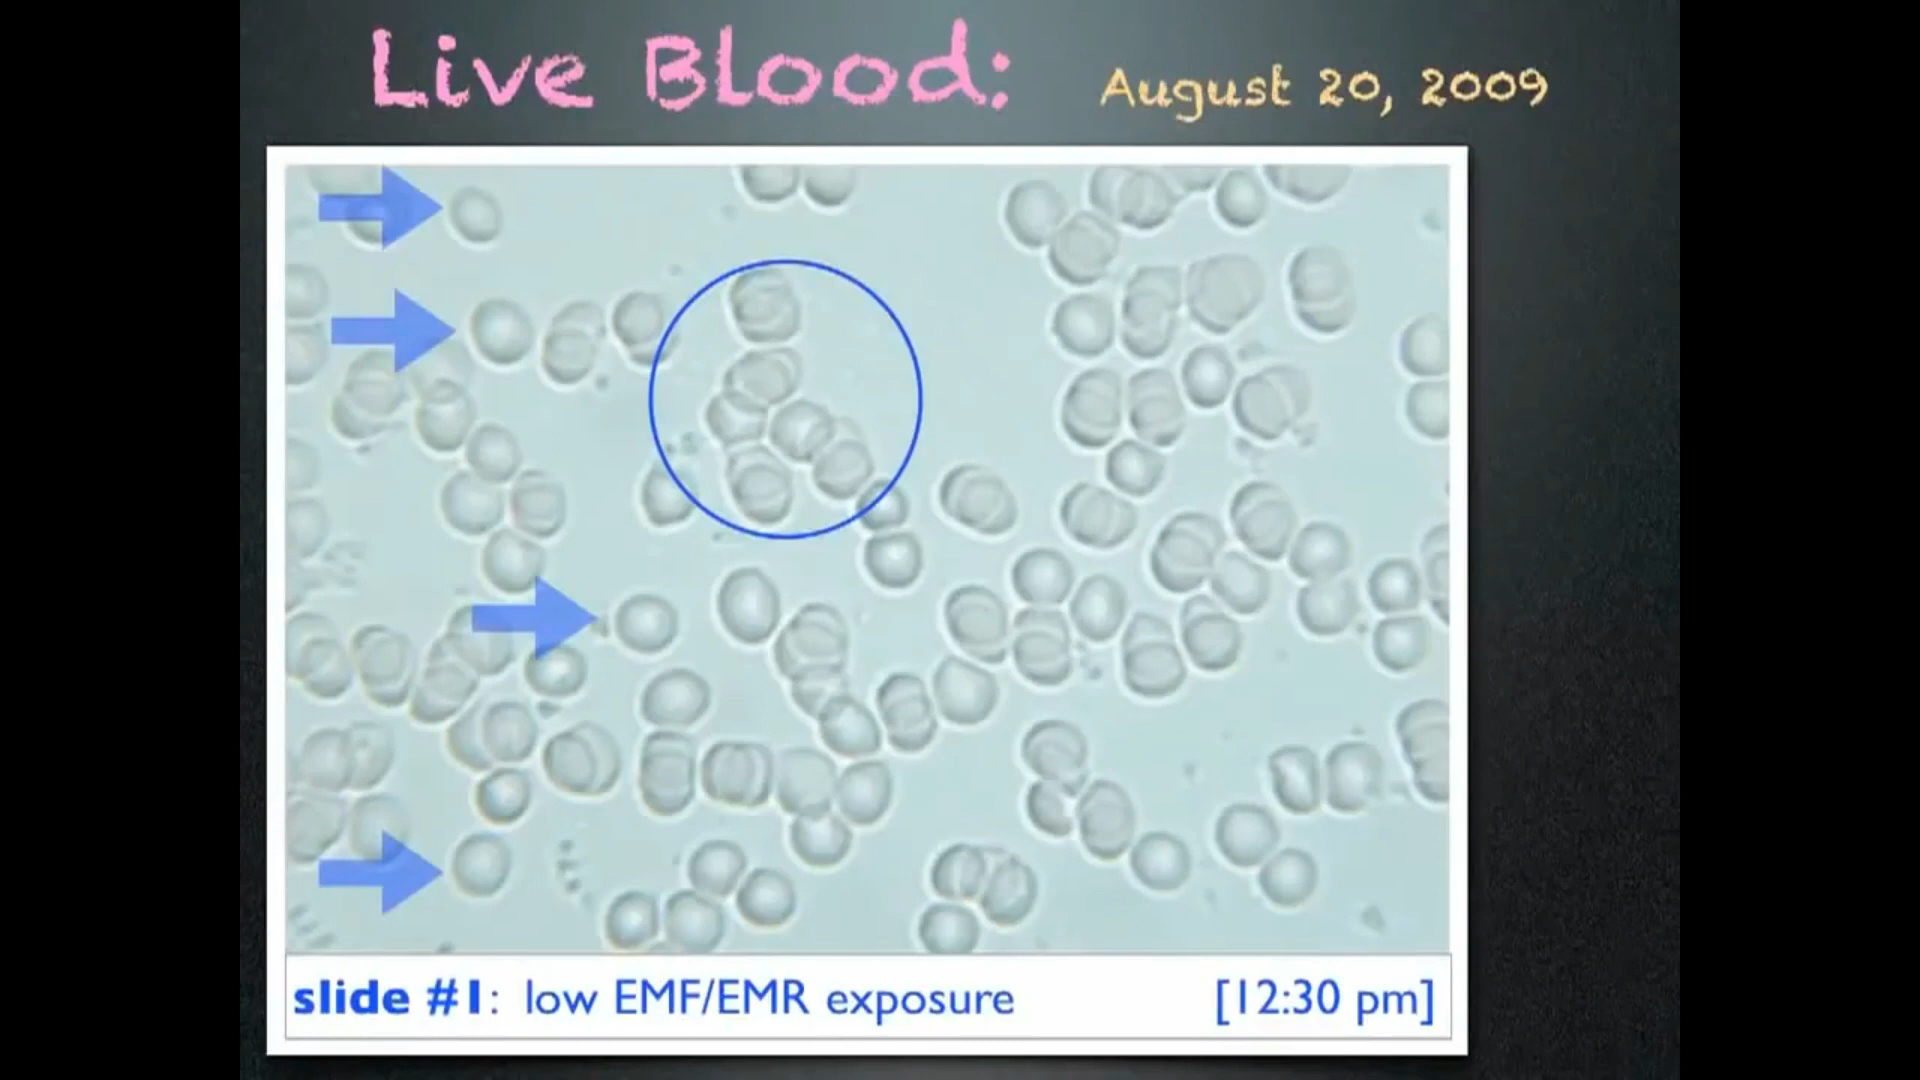 Live Blood: August 20, 2009
slide #1: low EMF/EMR exposure [12:30 pm]